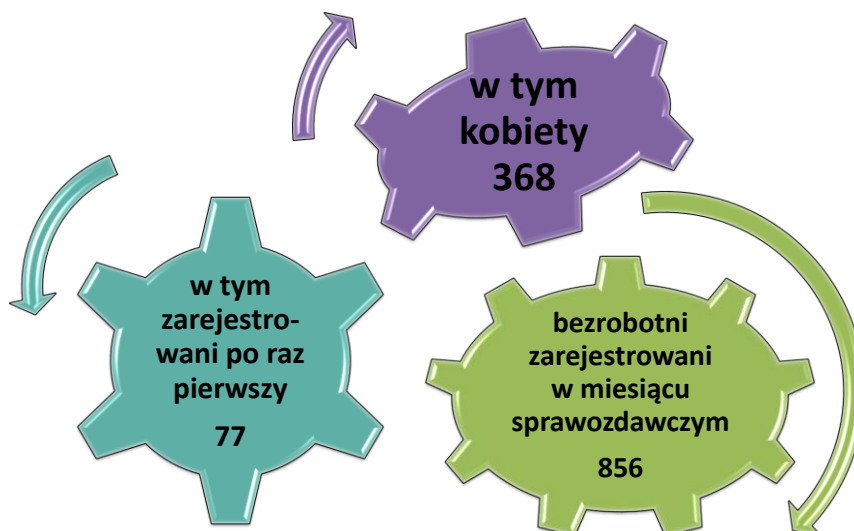 w tym
kobiety
368
w tym
zarejestro-
wani po raz
pierwszy
77
bezrobotni
zarejestrowani
w miesiącu
sprawozdawczym
856